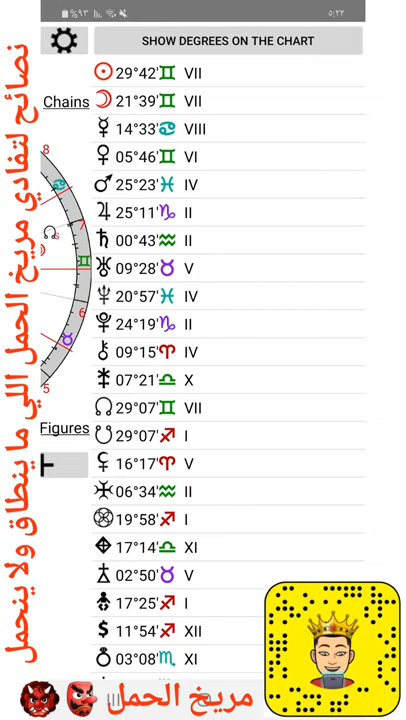 ٥:٢٢
%٩٣
SHOW DEGREES ON THE CHART
Chains
Figures
8
7
6
5
☉ 29°42'♊ VII
☽ 21°39'♊ VII
☿ 14°33'♋ VIII
♀ 05°46'♊ VI
♂ 25°23'♓ IV
♃ 25°11'♑ II
♄ 00°43'♒ II
♅ 09°28'♉ V
♆ 20°57'♓ IV
♇ 24°19'♑ II
⚷ 09°15'♈ IV
07°21'♎ X
☊ 29°07'♊ VII
☋ 29°07'♐ I
⚸ 16°17'♈ V
06°34'♒ II
19°58'♐ I
17°14'♎ XI
02°50'♉ V
17°25'♐ I
$ 11°54'♐ XII
03°08'♏ XI
نصائح لتفادي مريخ الحمل اللي ما ينطاق ولا ينحمل
مريخ الحمل